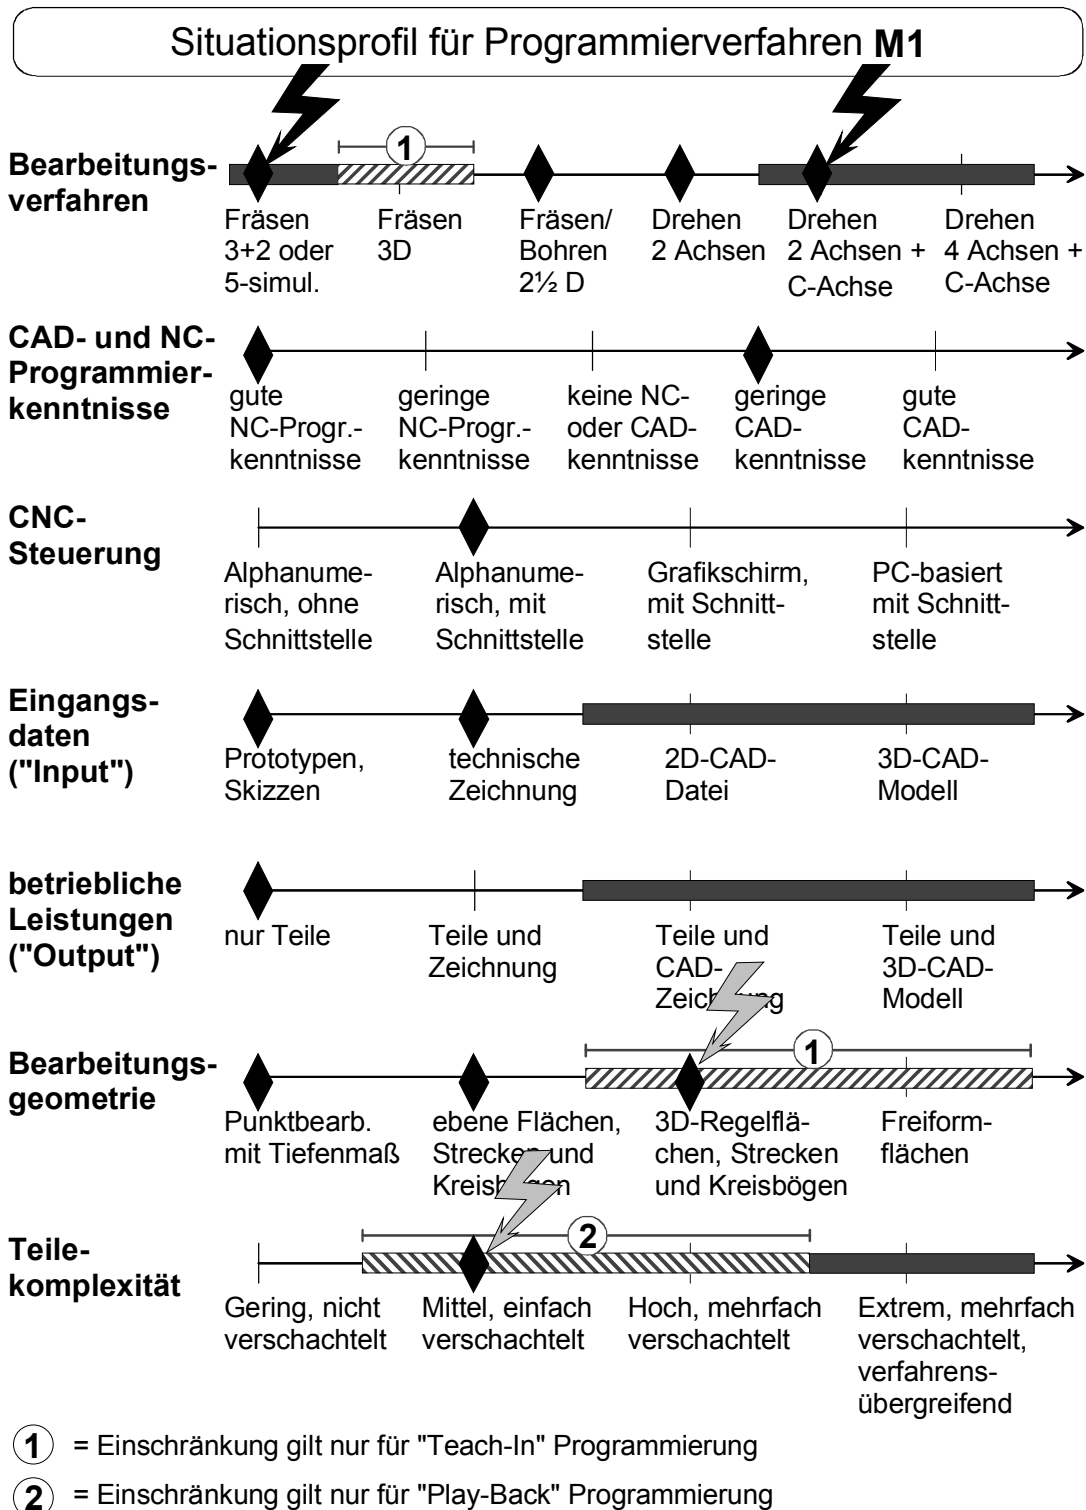 Situationsprofil für Programmierverfahren M1
1
Bearbeitungs-
verfahren
Fräsen
3+2 oder
5-simul.
Fräsen
3D
Fräsen/
Bohren
2½ D
Drehen
2 Achsen
Drehen
2 Achsen +
C-Achse
Drehen
4 Achsen +
C-Achse
CAD- und NC-
Programmier-
kenntnisse
gute
NC-Progr.-
kenntnisse
geringe
NC-Progr.-
kenntnisse
keine NC-
oder CAD-
kenntnisse
geringe
CAD-
kenntnisse
gute
CAD-
kenntnisse
CNC-
Steuerung
Alphanume-
risch, ohne
Schnittstelle
Alphanume-
risch, mit
Schnittstelle
Grafikschirm,
mit Schnitt-
stelle
PC-basiert
mit Schnitt-
stelle
Eingangs-
daten
("Input")
Prototypen,
Skizzen
technische
Zeichnung
2D-CAD-
Datei
3D-CAD-
Modell
betriebliche
Leistungen
("Output")
nur Teile
Teile und
Zeichnung
Teile und
CAD-
Zeichnung
Teile und
3D-CAD-
Modell
Bearbeitungs-
geometrie
1
Punktbearb.
mit Tiefenmaß
ebene Flächen,
Strecken und
Kreisbögen
3D-Regelflä-
chen, Strecken
und Kreisbögen
Freiform-
flächen
Teile-
komplexität
2
Gering, nicht
verschachtelt
Mittel, einfach
verschachtelt
Hoch, mehrfach
verschachtelt
Extrem, mehrfach
verschachtelt,
verfahrens-
übergreifend
1 = Einschränkung gilt nur für "Teach-In" Programmierung
2 = Einschränkung gilt nur für "Play-Back" Programmierung